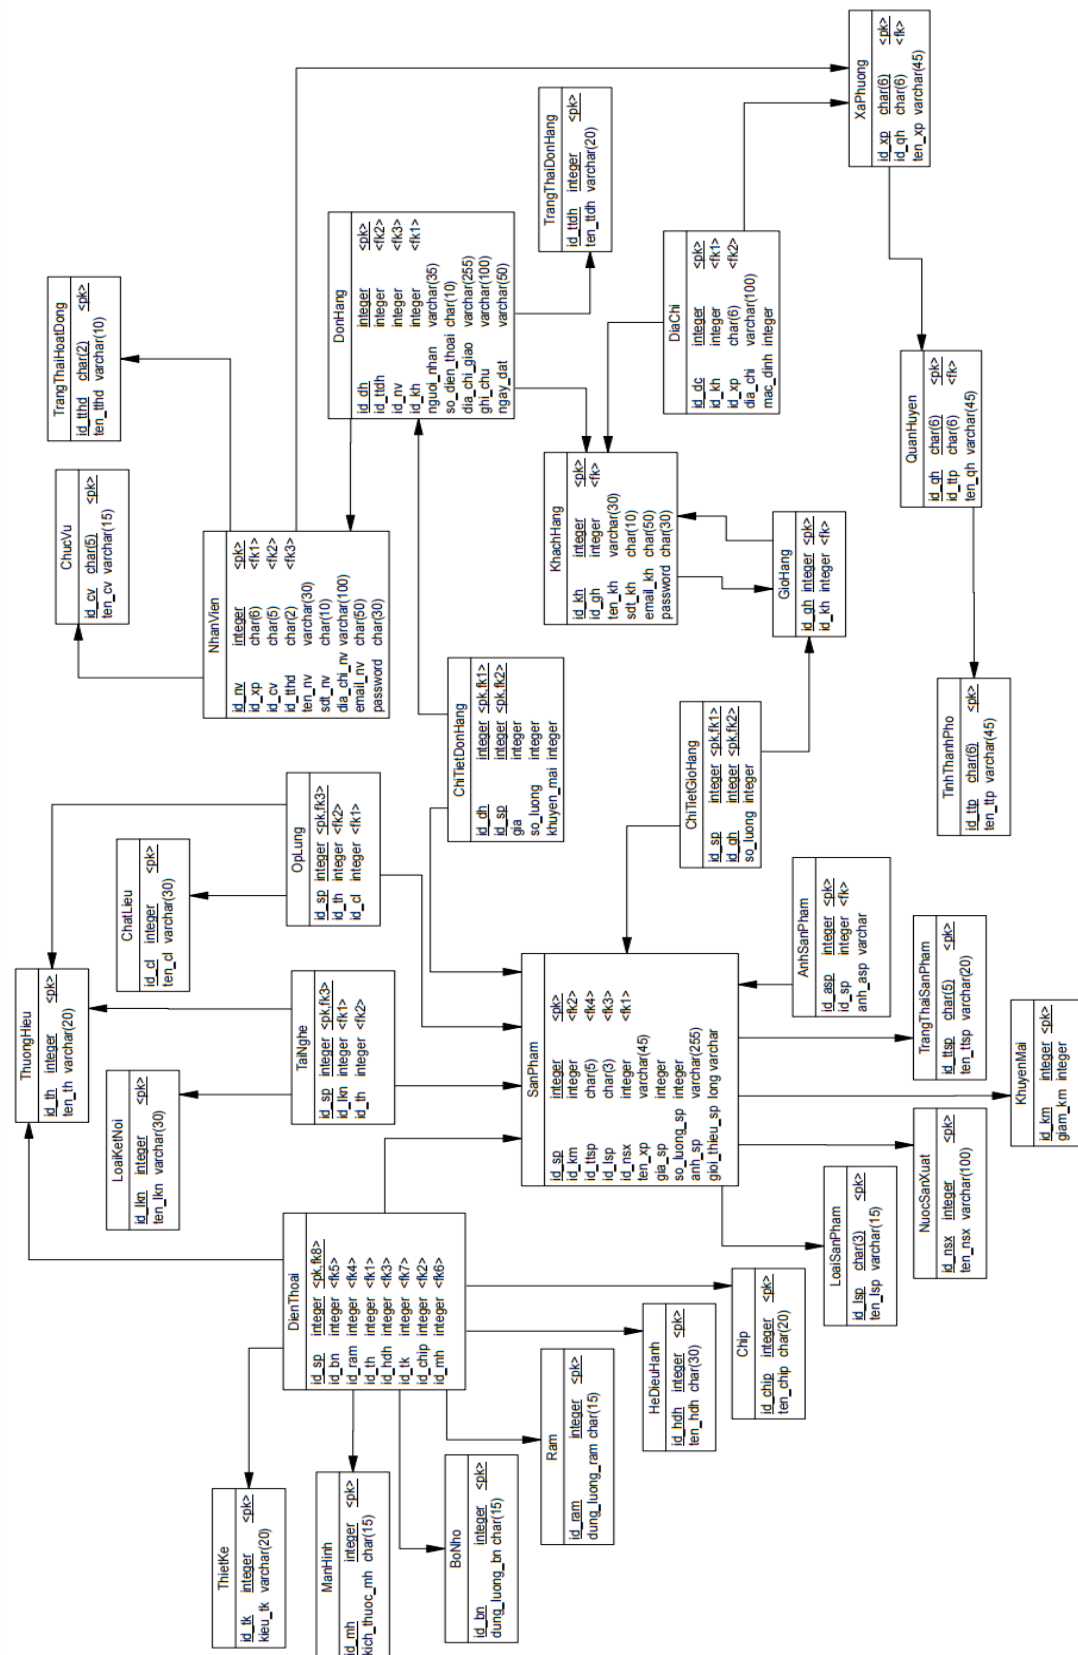 XaPhuong
id_xp char(6) <pk>
id_qh char(6) <fk>
ten_xp varchar(45)
TrangThaiDonHang
id_ttdh integer <pk>
ten_ttdh varchar(20)
DonHang
id_dh integer <pk>
id_ttdh integer <fk2>
id_nv integer <fk3>
id_kh integer <fk1>
nguoi_nhan varchar(35)
so_dien_thoai char(10)
dia_chi_giao varchar(255)
ghi_chu varchar(100)
ngay_dat varchar(50)
DiaChi
id_dc integer <pk>
id_kh integer <fk1>
id_xp char(6) <fk2>
dia_chi varchar(100)
mac_dinh integer
TrangThaiHoatDong
id_tthd char(2) <pk>
ten_tthd varchar(10)
QuanHuyen
id_qh char(6) <pk>
id_ttp char(6) <fk>
ten_qh varchar(45)
KhachHang
id_kh integer <pk>
id_gh integer <fk>
ten_kh varchar(30)
sdt_kh char(10)
email_kh char(50)
password char(30)
ChucVu
id_cv char(5) <pk>
ten_cv varchar(15)
GioHang
id_gh integer <pk>
id_kh integer <fk>
NhanVien
id_nv integer <pk>
id_xp char(6) <fk1>
id_cv char(5) <fk2>
id_tthd char(2) <fk3>
ten_nv varchar(30)
sdt_nv char(10)
dia_chi_nv varchar(100)
email_nv char(50)
password char(30)
ChiTietDonHang
id_dh integer <pk,fk1>
id_sp integer <pk,fk2>
gia integer
so_luong integer
khuyen_mai integer
TinhThanhPho
id_ttp char(6) <pk>
ten_ttp varchar(45)
ChiTietGioHang
id_sp integer <pk,fk1>
id_gh integer <pk,fk2>
so_luong integer
OpLung
id_sp integer <pk,fk3>
id_th integer <fk2>
id_cl integer <fk1>
ChatLieu
id_cl integer <pk>
ten_cl varchar(30)
AnhSanPham
id_asp integer <pk>
id_sp integer <fk>
anh_asp varchar
ThuongHieu
id_th integer <pk>
ten_th varchar(20)
TaiNghe
id_sp integer <pk,fk3>
id_lkn integer <fk1>
id_th integer <fk2>
TrangThaiSanPham
id_ttsp char(5) <pk>
ten_ttsp varchar(20)
SanPham
id_sp integer <pk>
id_km integer <fk2>
id_ttsp char(5) <fk4>
id_lsp char(3) <fk3>
id_nsx integer <fk1>
ten_xp varchar(45)
gia_sp integer
so_luong_sp integer
anh_sp varchar(255)
gioi_thieu_sp long varchar
KhuyenMai
id_km integer <pk>
giam_km integer
LoaiKetNoi
id_lkn integer <pk>
ten_lkn varchar(30)
NuocSanXuat
id_nsx integer <pk>
ten_nsx varchar(100)
LoaiSanPham
id_lsp char(3) <pk>
ten_lsp varchar(15)
DienThoai
id_sp integer <pk,fk8>
id_bn integer <fk5>
id_ram integer <fk4>
id_th integer <fk1>
id_hdh integer <fk3>
id_tk integer <fk7>
id_chip integer <fk2>
id_mh integer <fk6>
Chip
id_chip integer <pk>
ten_chip char(20)
HeDieuHanh
id_hdh integer <pk>
ten_hdh char(30)
Ram
id_ram integer <pk>
dung_luong_ram char(15)
BoNho
id_bn integer <pk>
dung_luong_bn char(15)
ManHinh
id_mh integer <pk>
kich_thuoc_mh char(15)
ThietKe
id_tk integer <pk>
kieu_tk varchar(20)